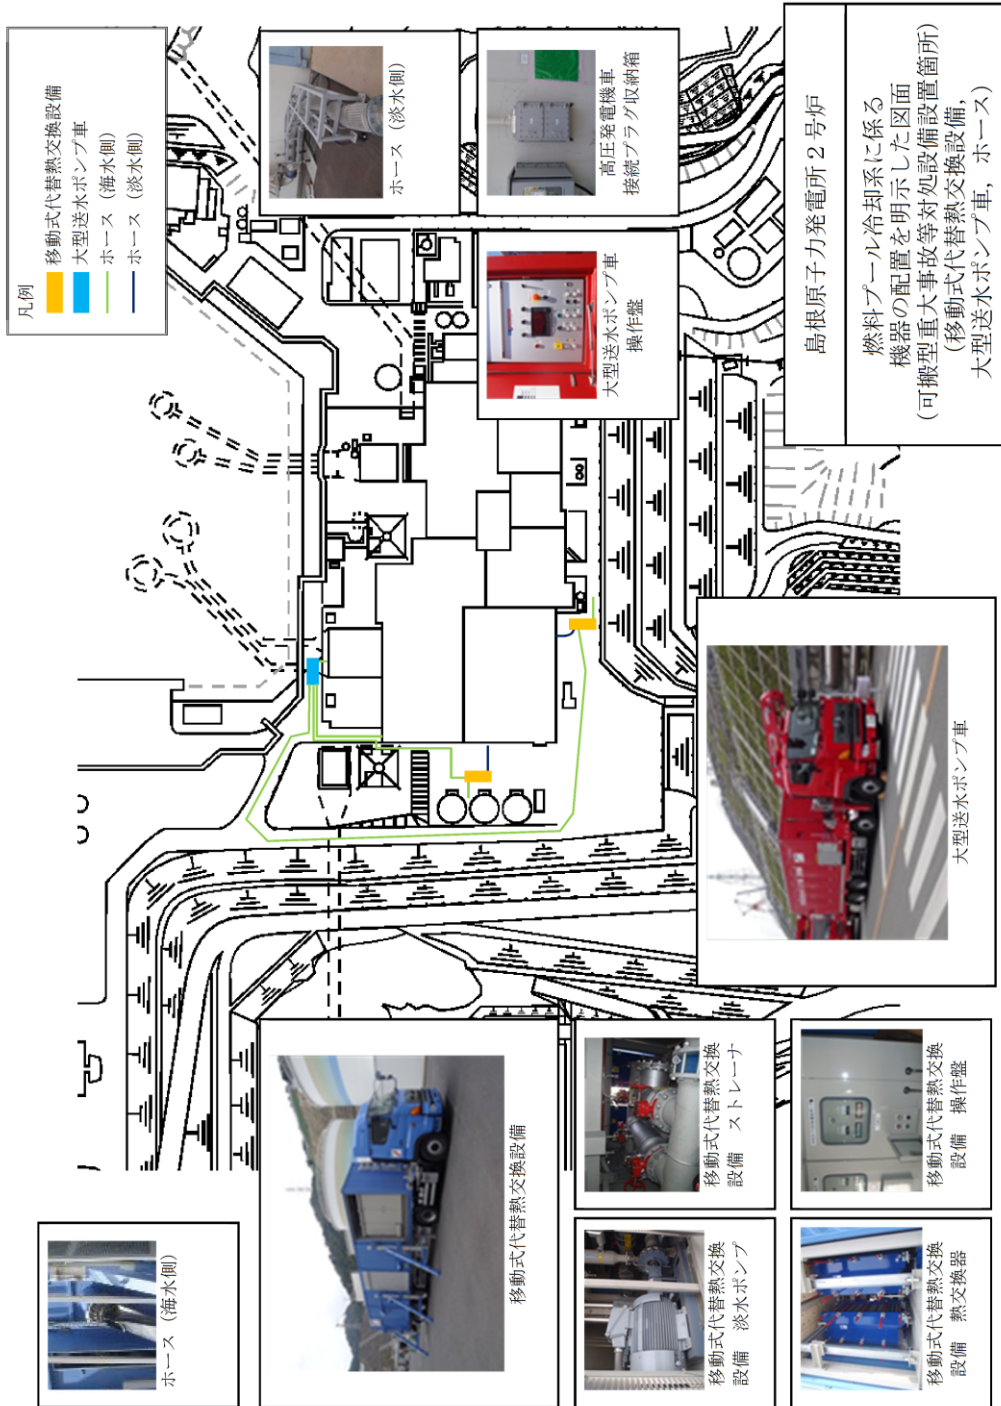 凡例
移動式代替熱交換設備
大型送水ポンプ車
ホース（海水側）
ホース（淡水側）
ホース（海水側）
ホース（淡水側）
移動式代替熱交換設備
高圧発電機車
接続プラグ収納箱
大型送水ポンプ車
操作盤
移動式代替熱交換
設備　淡水ポンプ
移動式代替熱交換
設備　ストレーナ
移動式代替熱交換
設備　熱交換器
移動式代替熱交換
設備　操作盤
大型送水ポンプ車
島根原子力発電所２号炉
燃料プール冷却系に係る
機器の配置を明示した図面
（可搬型重大事故等対処設備設置箇所）
（移動式代替熱交換設備，
大型送水ポンプ車，ホース）